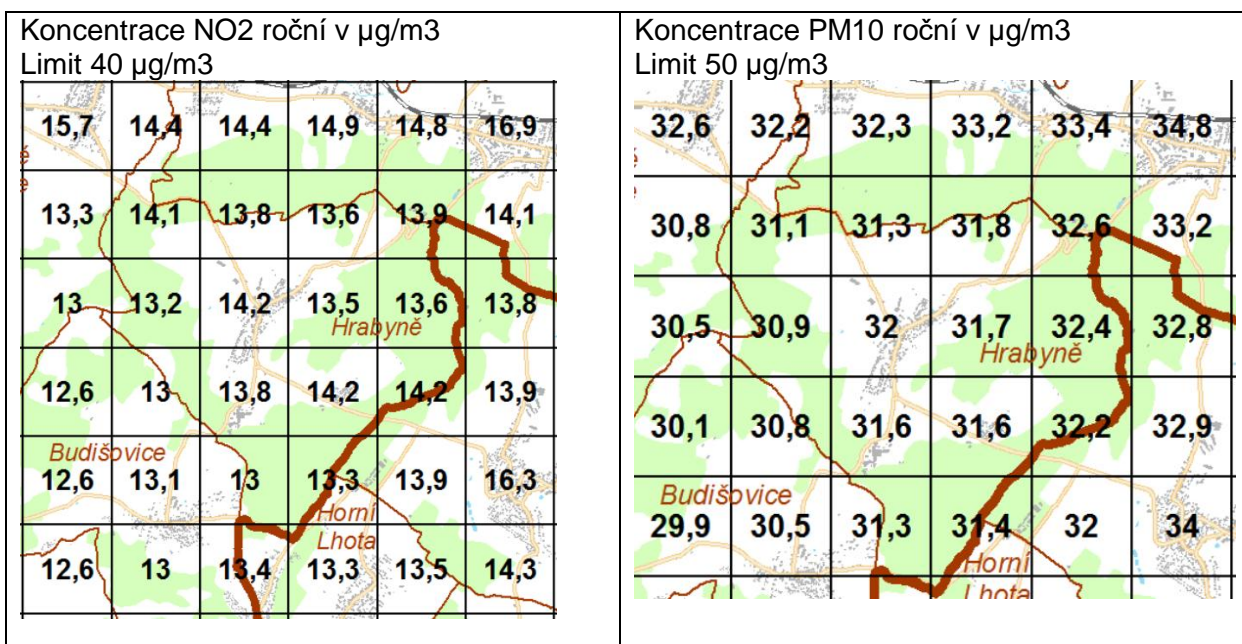 Koncentrace NO2 roční v µg/m3
Limit 40 µg/m3
15,7 14,4 14,4 14,9 14,8 16,9
13,3 14,1 13,8 13,6 13,9 14,1
13 13,2 14,2 13,5 13,6 13,8
Hrabyně
12,6 13 13,8 14,2 14,2 13,9
Budišovice
12,6 13,1 13 13,3 13,9 16,3
Horní
Lhota
12,6 13 13,4 13,3 13,5 14,3
Koncentrace PM10 roční v µg/m3
Limit 50 µg/m3
32,6 32,2 32,3 33,2 33,4 34,8
30,8 31,1 31,3 31,8 32,6 33,2
30,5 30,9 32 31,7 32,4 32,8
Hrabyně
30,1 30,8 31,6 31,6 32,2 32,9
Budišovice
29,9 30,5 31,3 31,4 32 34
Horní
Lhota